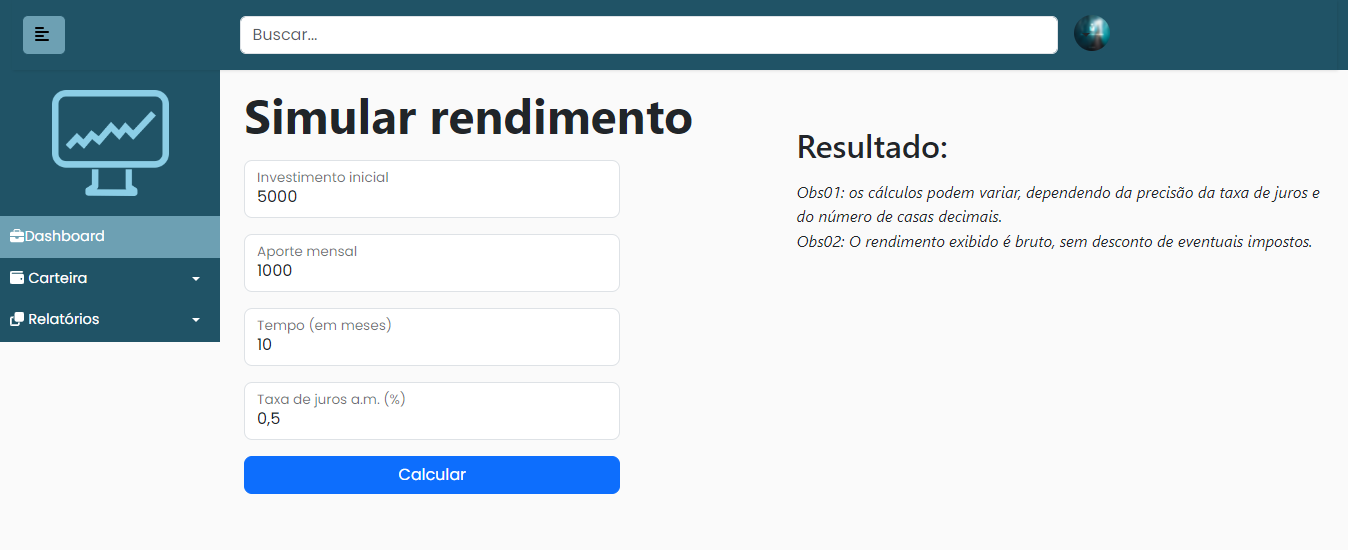 Buscar...
Dashboard
Carteira
Relatórios
Simular rendimento
Investimento inicial
5000
Aporte mensal
1000
Tempo (em meses)
10
Taxa de juros a.m. (%)
0,5
Calcular
Resultado:
Obs01: os cálculos podem variar, dependendo da precisão da taxa de juros e
do número de casas decimais.
Obs02: O rendimento exibido é bruto, sem desconto de eventuais impostos.